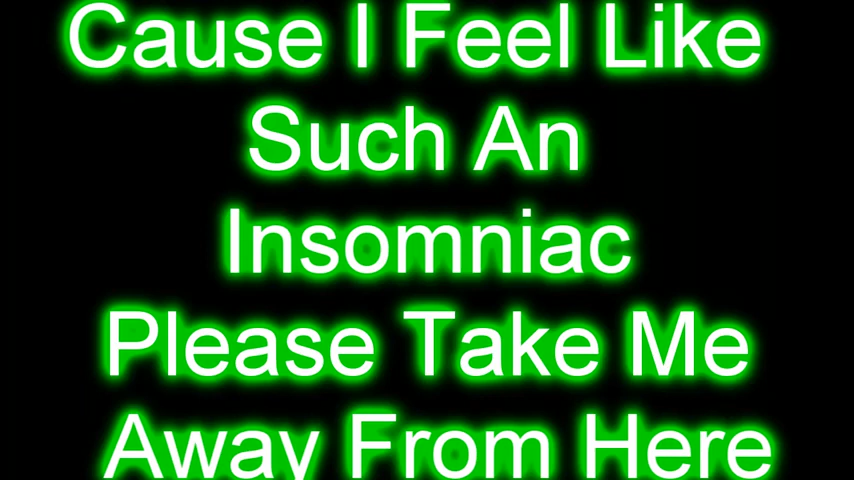 Cause I Feel Like
Such An
Insomniac
Please Take Me
Away From Here